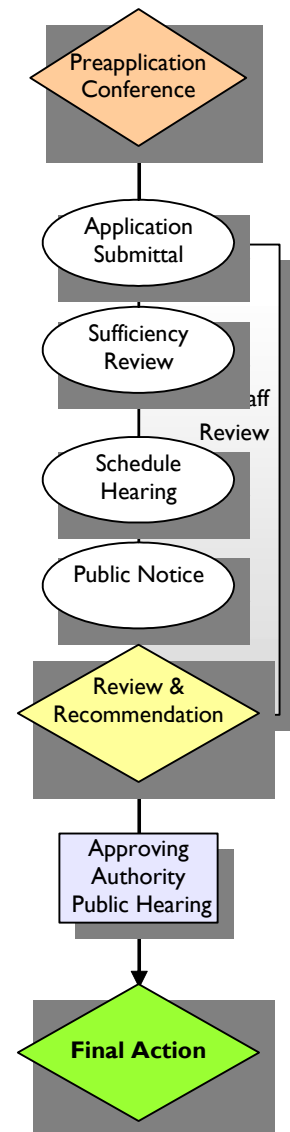 Preapplication
Conference
Application
Submittal
Sufficiency
Review
aff
Review
Schedule
Hearing
Public Notice
Review &
Recommendation
Approving
Authority
Public Hearing
Final Action